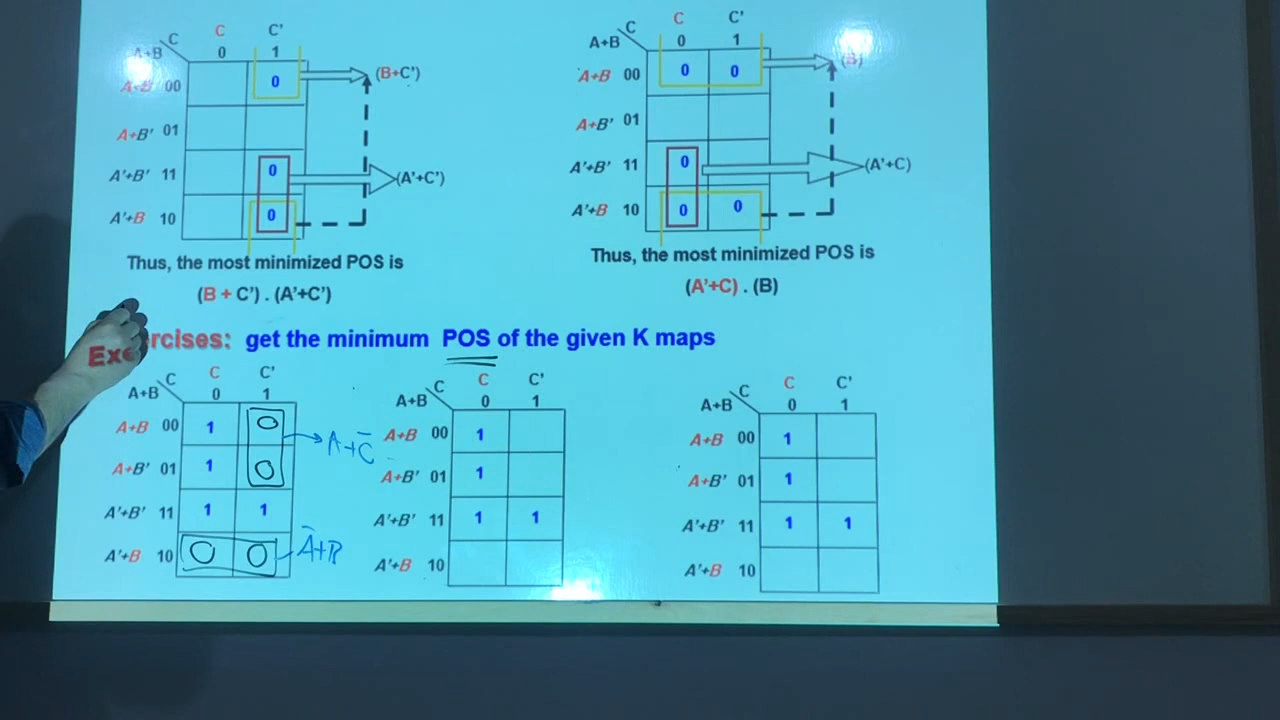 C C C'
A+B 0 1
00 0 (B+C')
A+B' 01
A'+B' 11 0 (A'+C')
A'+B 10 0
Thus, the most minimized POS is
(B + C') . (A'+C')
C C C'
A+B 0 1
A+B 00 0 0 (B)
A+B' 01
A'+B' 11 0 (A'+C)
A'+B 10 0 0
Thus, the most minimized POS is
(A'+C) . (B)
Exercises: get the minimum POS of the given K maps
C C C'
A+B 0 1
A+B 00 1 0 A+C̅
A+B' 01 1 0
A'+B' 11 1 1
A'+B 10 0 0 A̅+B
C C C'
A+B 0 1
A+B 00 1
A+B' 01 1
A'+B' 11 1 1
A'+B 10
C C C'
A+B 0 1
A+B 00 1
A+B' 01 1
A'+B' 11 1 1
A'+B 10